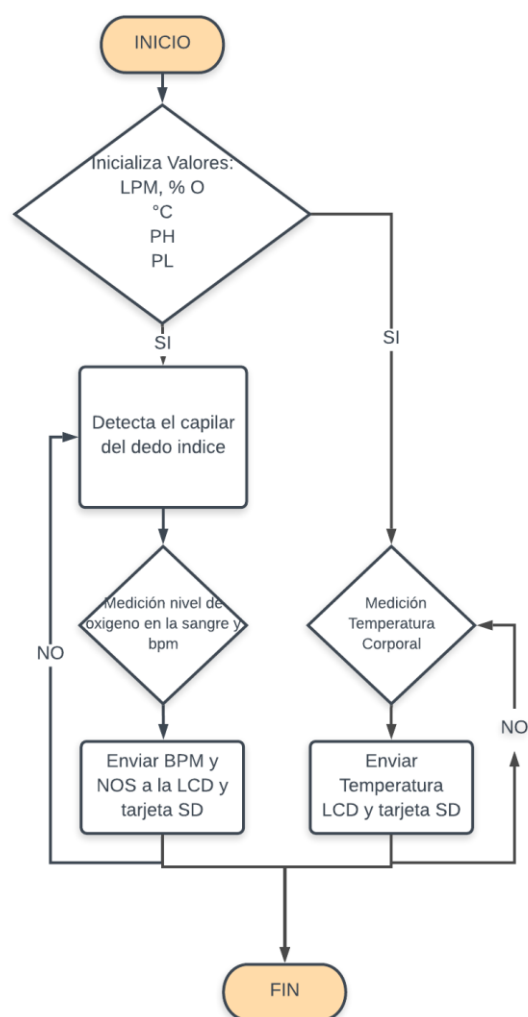 INICIO
Inicializa Valores:
LPM, % O
°C
PH
PL
SI
SI
Detecta el capilar
del dedo indice
Medición nivel de
oxigeno en la sangre y
bpm
Medición
Temperatura
Corporal
NO
NO
Enviar BPM y
NOS a la LCD y
tarjeta SD
Enviar
Temperatura
LCD y tarjeta SD
FIN